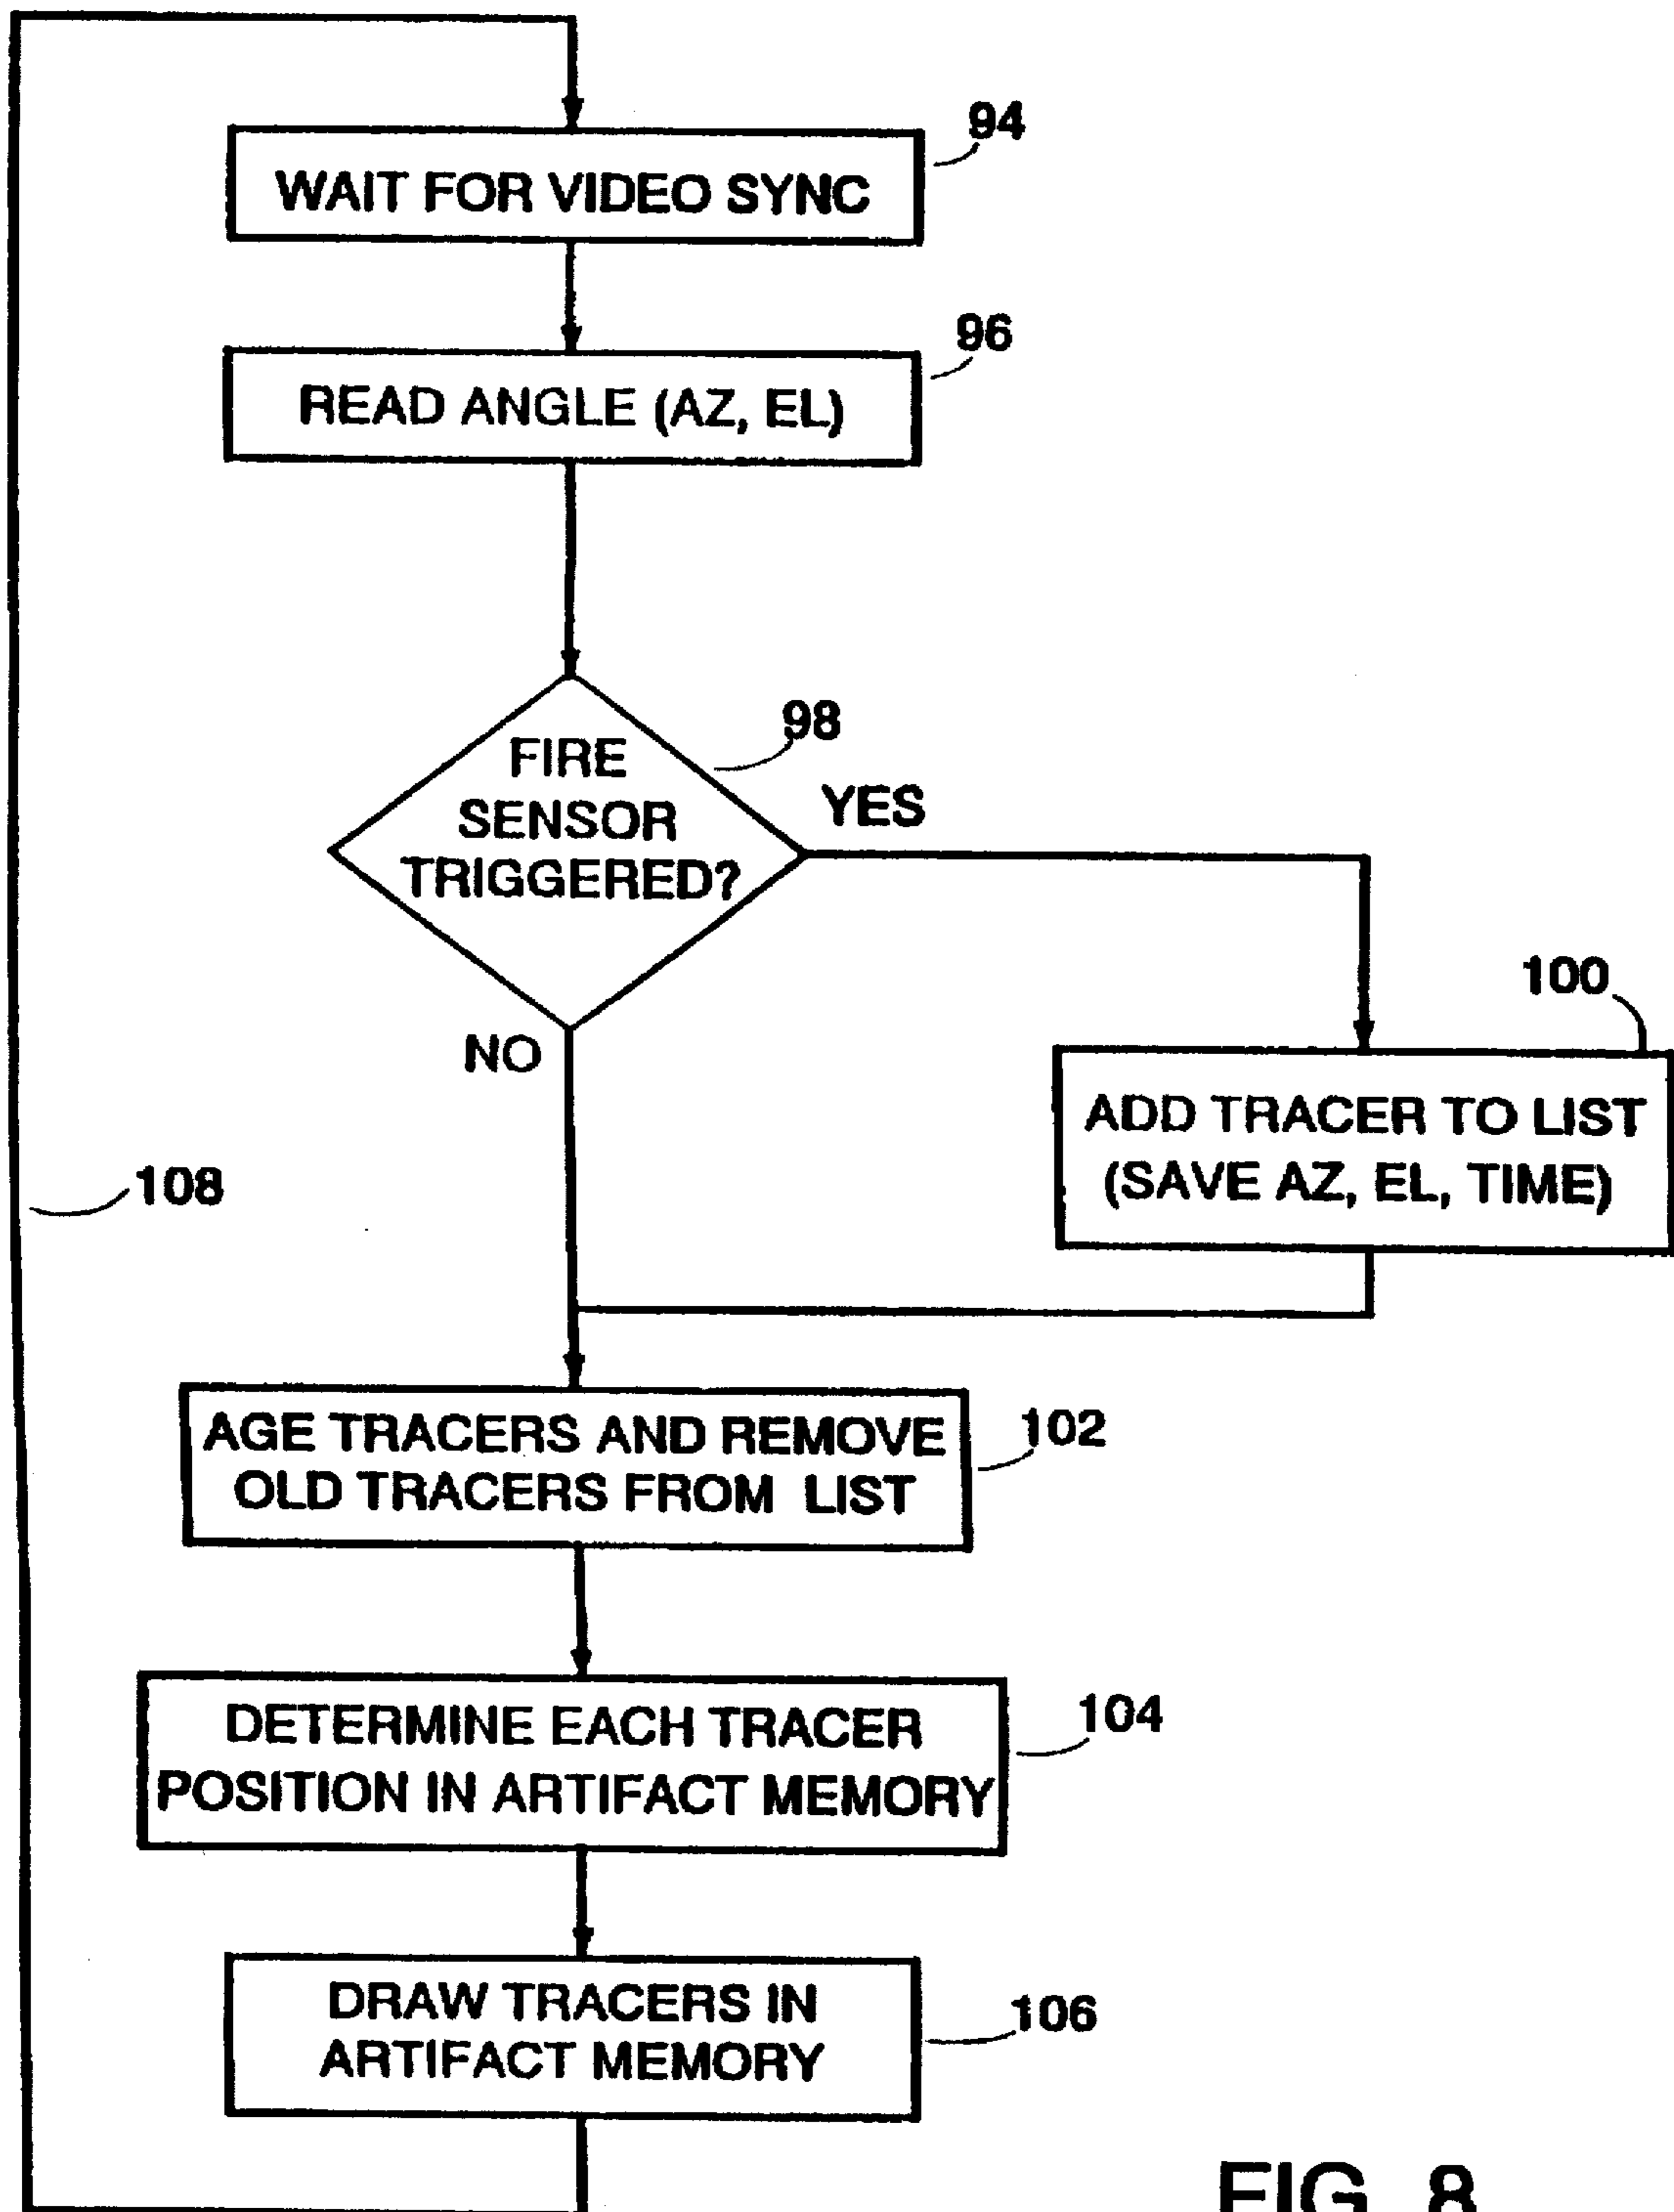 94
WAIT FOR VIDEO SYNC
96
READ ANGLE (AZ, EL)
98
FIRE
SENSOR
TRIGGERED?
YES
NO
100
ADD TRACER TO LIST
(SAVE AZ, EL, TIME)
108
AGE TRACERS AND REMOVE
OLD TRACERS FROM LIST
102
DETERMINE EACH TRACER
POSITION IN ARTIFACT MEMORY
104
DRAW TRACERS IN
ARTIFACT MEMORY
106
FIG. 8